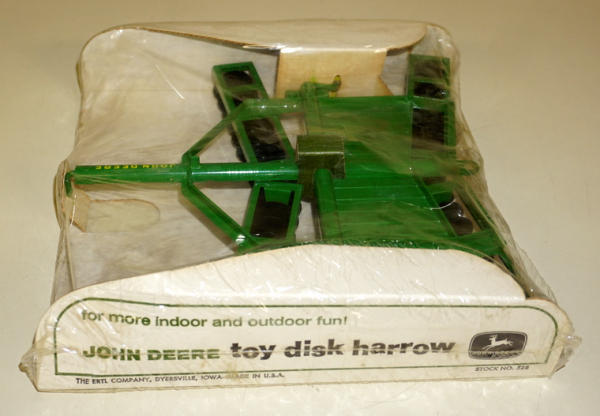 JOHN DEERE
for more indoor and outdoor fun!
JOHN DEERE toy disk harrow
THE ERTL COMPANY, DYERSVILLE, IOWA MADE IN U.S.A.
STOCK NO. 528